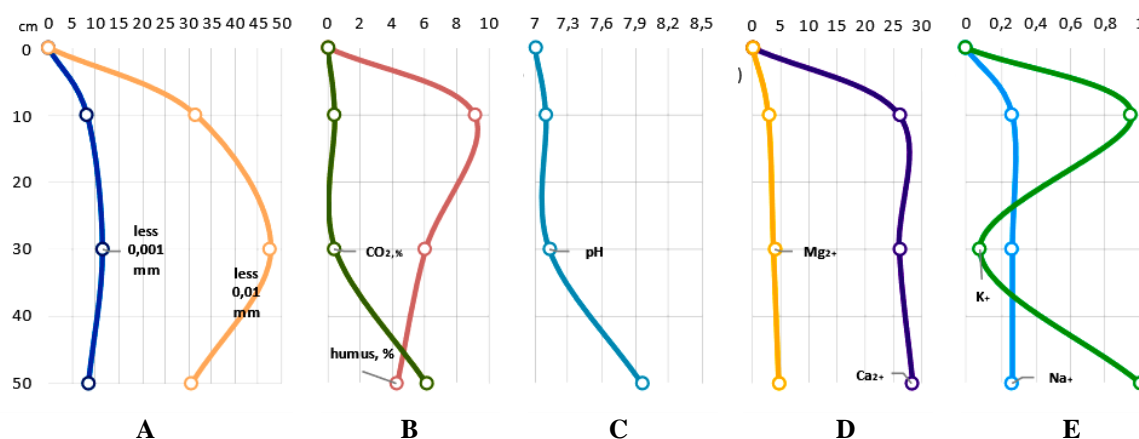 cm
0 5 10 15 20 25 30 35 40 45 50
0 2 4 6 8 10
7 7,3 7,6 7,9 8,2 8,5
0 5 10 15 20 25 30
0 0,2 0,4 0,6 0,8 1
0
10
20
30
40
50
less
0,001
mm
less
0,01
mm
CO2,%
humus, %
pH
)
Mg2+
Ca2+
K+
Na+
A B C D E